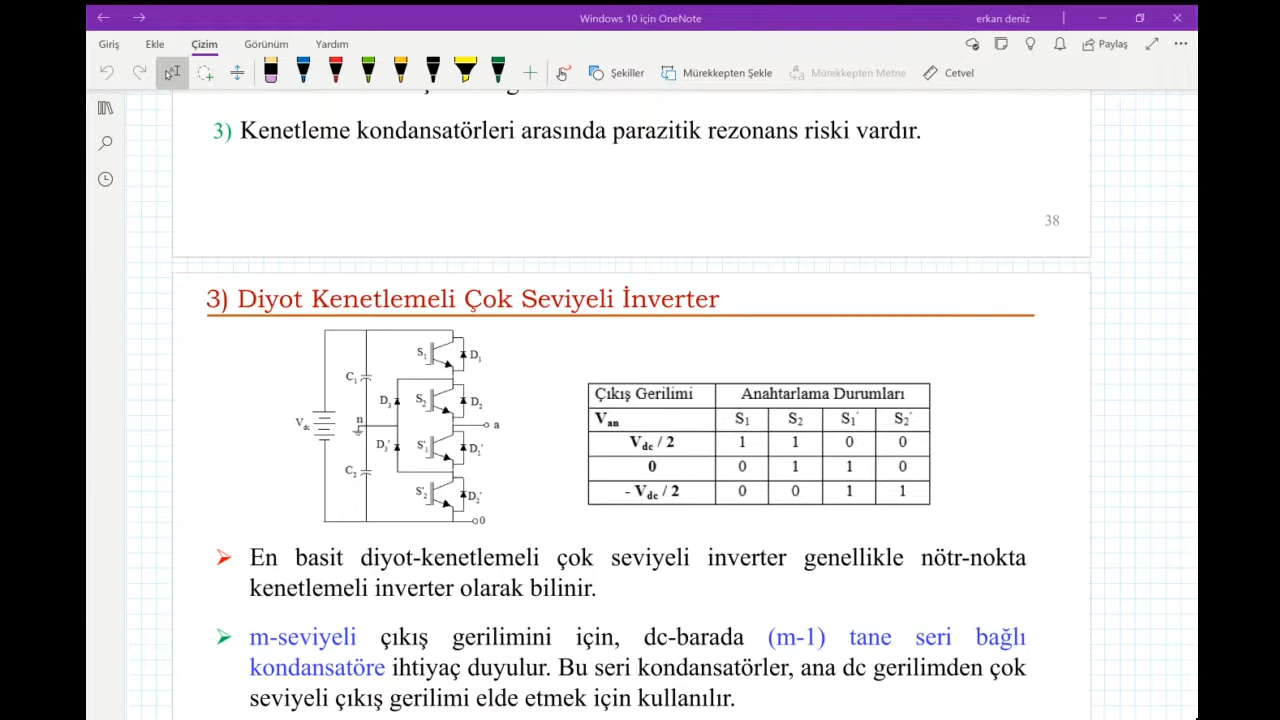 Windows 10 için OneNote
erkan deniz
Giriş Ekle Çizim Görünüm Yardım
Paylaş
Şekiller Mürekkepten Şekle Mürekkepten Metne Cetvel
3) Kenetleme kondansatörleri arasında parazitik rezonans riski vardır.
38
3) Diyot Kenetlemeli Çok Seviyeli İnverter
S1 D1
C1
D3 S2 D2
Vdc n a
D3' S'1 D1'
C2
S'2 D2'
0
Çıkış Gerilimi Anahtarlama Durumları
Van S1 S2 S1′ S2′
Vdc / 2 1 1 0 0
0 0 1 1 0
- Vdc / 2 0 0 1 1
➢ En basit diyot-kenetlemeli çok seviyeli inverter genellikle nötr-nokta
kenetlemeli inverter olarak bilinir.
➢ m-seviyeli çıkış gerilimini için, dc-barada (m-1) tane seri bağlı
kondansatöre ihtiyaç duyulur. Bu seri kondansatörler, ana dc gerilimden çok
seviyeli çıkış gerilimi elde etmek için kullanılır.